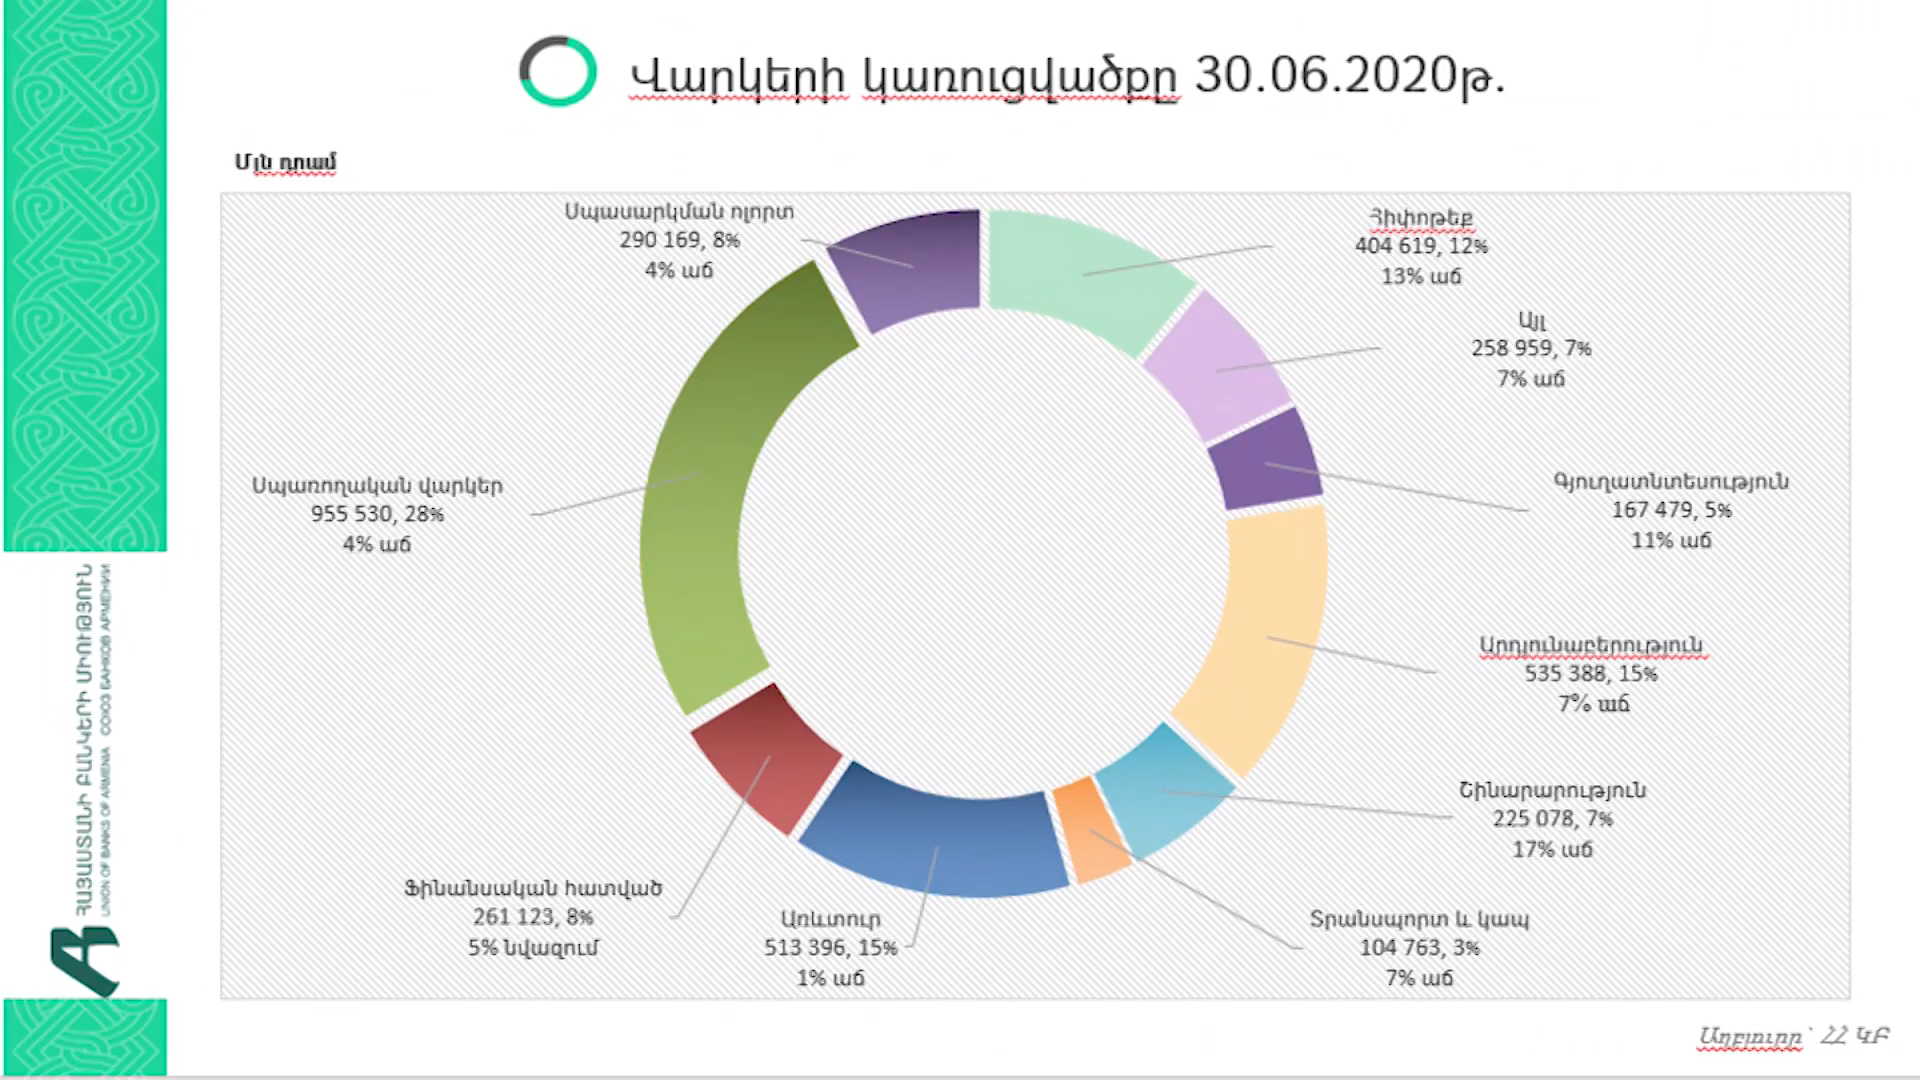 Վարկերի կառուցվածքը 30.06.2020թ.
Մլն դրամ
Սպասարկման ոլորտ
290 169, 8%
4% աճ
Հիփոթեք
404 619, 12%
13% աճ
Այլ
258 959, 7%
7% աճ
Գյուղատնտեսություն
167 479, 5%
11% աճ
Արդյունաբերություն
535 388, 15%
7% աճ
Շինարարություն
225 078, 7%
17% աճ
Տրանսպորտ և կապ
104 763, 3%
7% աճ
Առևտուր
513 396, 15%
1% աճ
Ֆինանսական հատված
261 123, 8%
5% նվազում
Սպառողական վարկեր
955 530, 28%
4% աճ
ՀԱՅԱՍՏԱՆԻ ԲԱՆԿԵՐԻ ՄԻՈՒԹՅՈՒՆ
UNION OF BANKS OF ARMENIA СОЮЗ БАНКОВ АРМЕНИИ
Աղբյուրը՝ ՀՀ ԿԲ